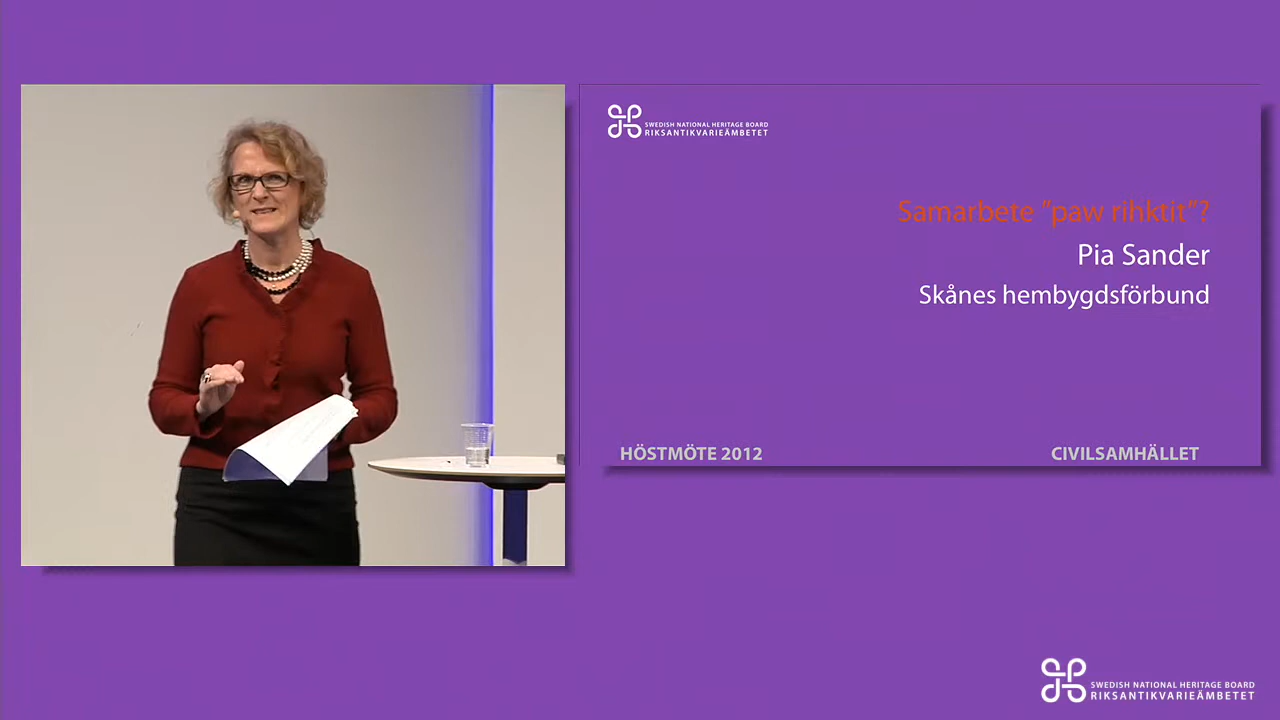 SWEDISH NATIONAL HERITAGE BOARD
RIKSANTIKVARIEÄMBETET
Samarbete "paw rihktit"?
Pia Sander
Skånes hembygdsförbund
HÖSTMÖTE 2012
CIVILSAMHÄLLET
SWEDISH NATIONAL HERITAGE BOARD
RIKSANTIKVARIEÄMBETET